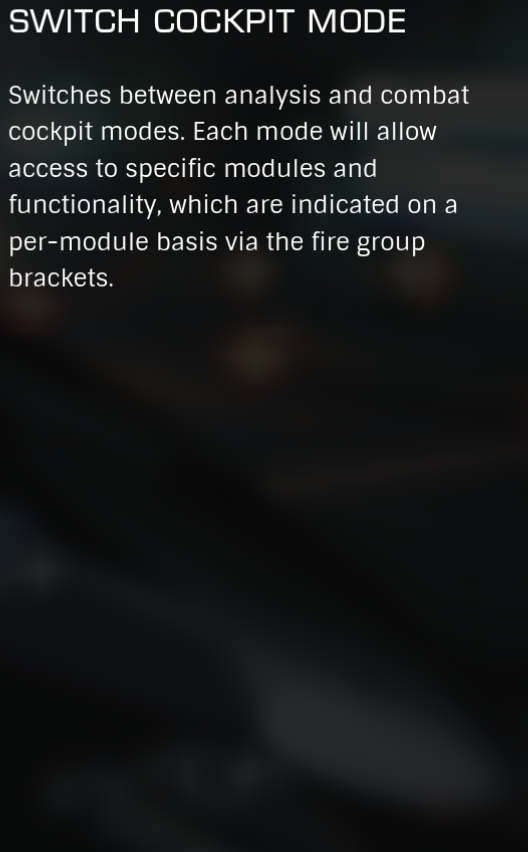 SWITCH COCKPIT MODE
Switches between analysis and combat
cockpit modes. Each mode will allow
access to specific modules and
functionality, which are indicated on a
per-module basis via the fire group
brackets.